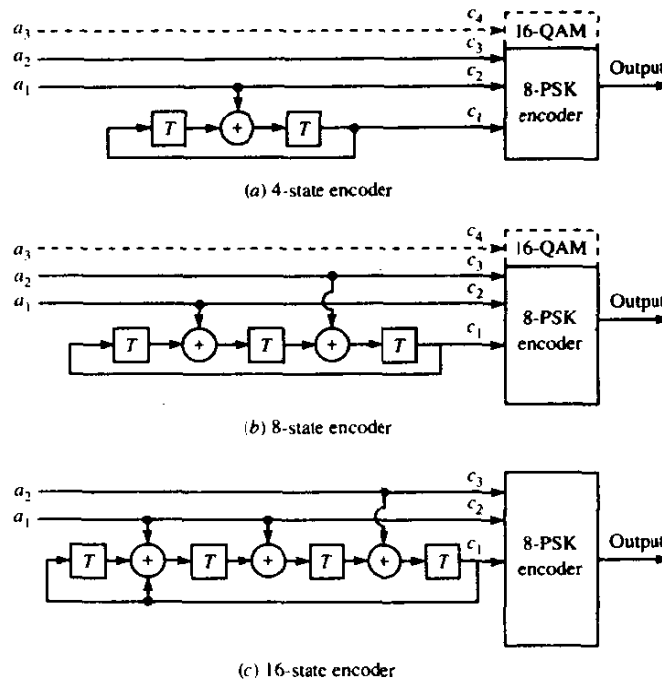 a₃ c₄ 16-QAM
a₂ c₃
a₁ c₂ 8-PSK encoder Output
T + T c₁
(a) 4-state encoder
a₃ c₄ 16-QAM
a₂ c₃
a₁ c₂ 8-PSK encoder Output
T + T + T c₁
(b) 8-state encoder
a₂ c₃
a₁ c₂ 8-PSK encoder Output
T + T + T + T c₁
(c) 16-state encoder